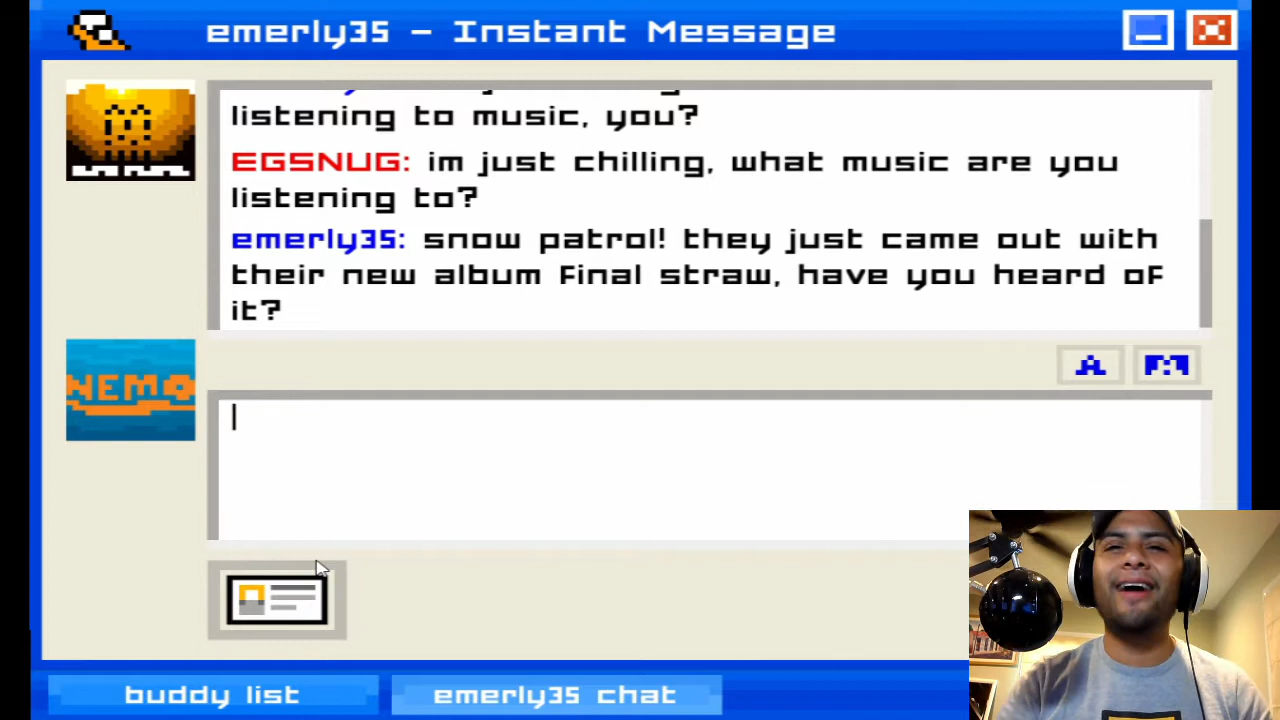 emerly35 - Instant Message
listening to music, you?
EGSNUG: im just chilling, what music are you
listening to?
emerly35: snow patrol! they just came out with
their new album Final straw, have you heard of
it?
NEMO
A
buddy list
emerly35 chat